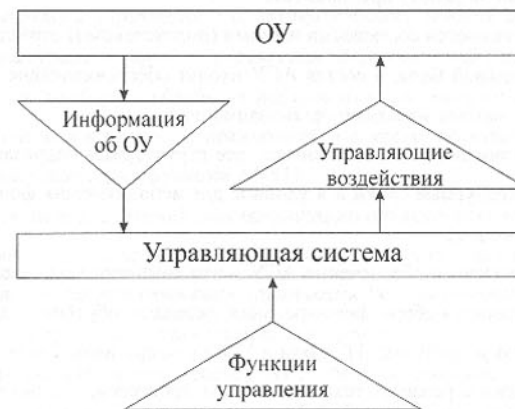 ОУ
Информация
об ОУ
Управляющие
воздействия
Управляющая система
Функции
управления